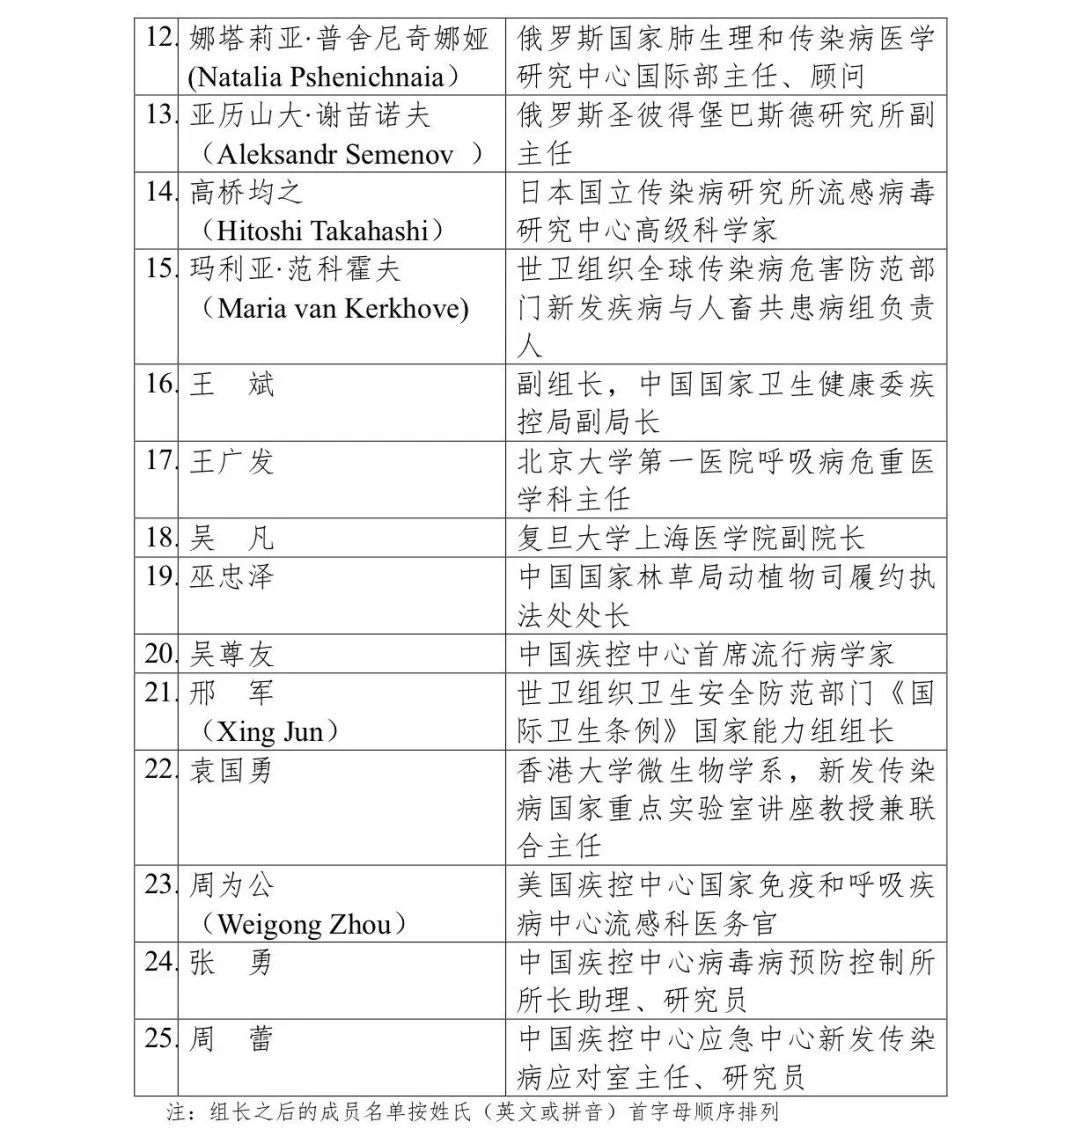 12. 娜塔莉亚·普舍尼奇娜娅 俄罗斯国家肺生理和传染病医学
(Natalia Pshenichnaia） 研究中心国际部主任、顾问
13. 亚历山大·谢苗诺夫 俄罗斯圣彼得堡巴斯德研究所副
（Aleksandr Semenov ） 主任
14. 高桥均之 日本国立传染病研究所流感病毒
（Hitoshi Takahashi） 研究中心高级科学家
15. 玛利亚·范科霍夫 世卫组织全球传染病危害防范部
（Maria van Kerkhove) 门新发疾病与人畜共患病组负责
人
16. 王 斌 副组长，中国国家卫生健康委疾
控局副局长
17. 王广发 北京大学第一医院呼吸病危重医
学科主任
18. 吴 凡 复旦大学上海医学院副院长
19. 巫忠泽 中国国家林草局动植物司履约执
法处处长
20. 吴尊友 中国疾控中心首席流行病学家
21. 邢 军 世卫组织卫生安全防范部门《国
（Xing Jun） 际卫生条例》国家能力组组长
22. 袁国勇 香港大学微生物学系，新发传染
病国家重点实验室讲座教授兼联
合主任
23. 周为公 美国疾控中心国家免疫和呼吸疾
（Weigong Zhou） 病中心流感科医务官
24. 张 勇 中国疾控中心病毒病预防控制所
所长助理、研究员
25. 周 蕾 中国疾控中心应急中心新发传染
病应对室主任、研究员
注：组长之后的成员名单按姓氏（英文或拼音）首字母顺序排列